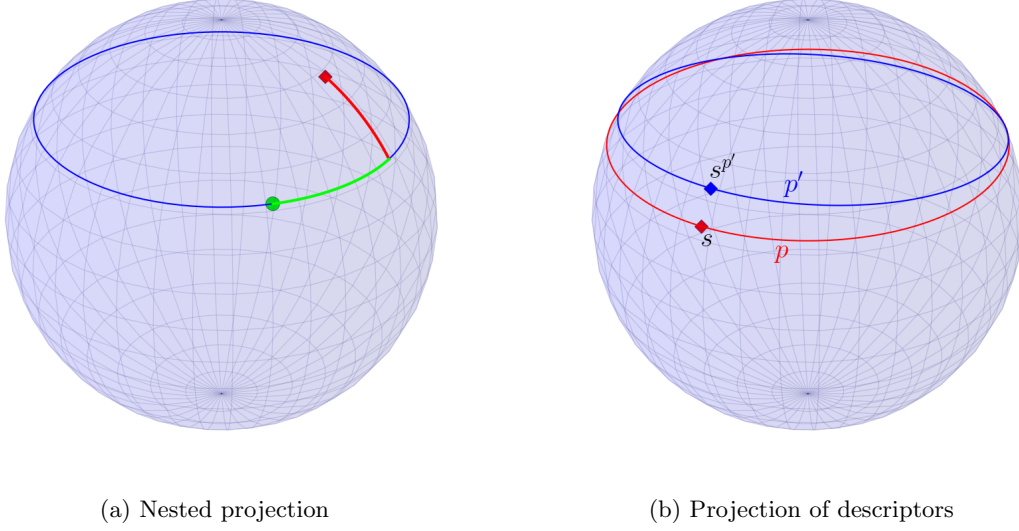 $s^{p'}$
$p'$
$s$
$p$
(a) Nested projection
(b) Projection of descriptors